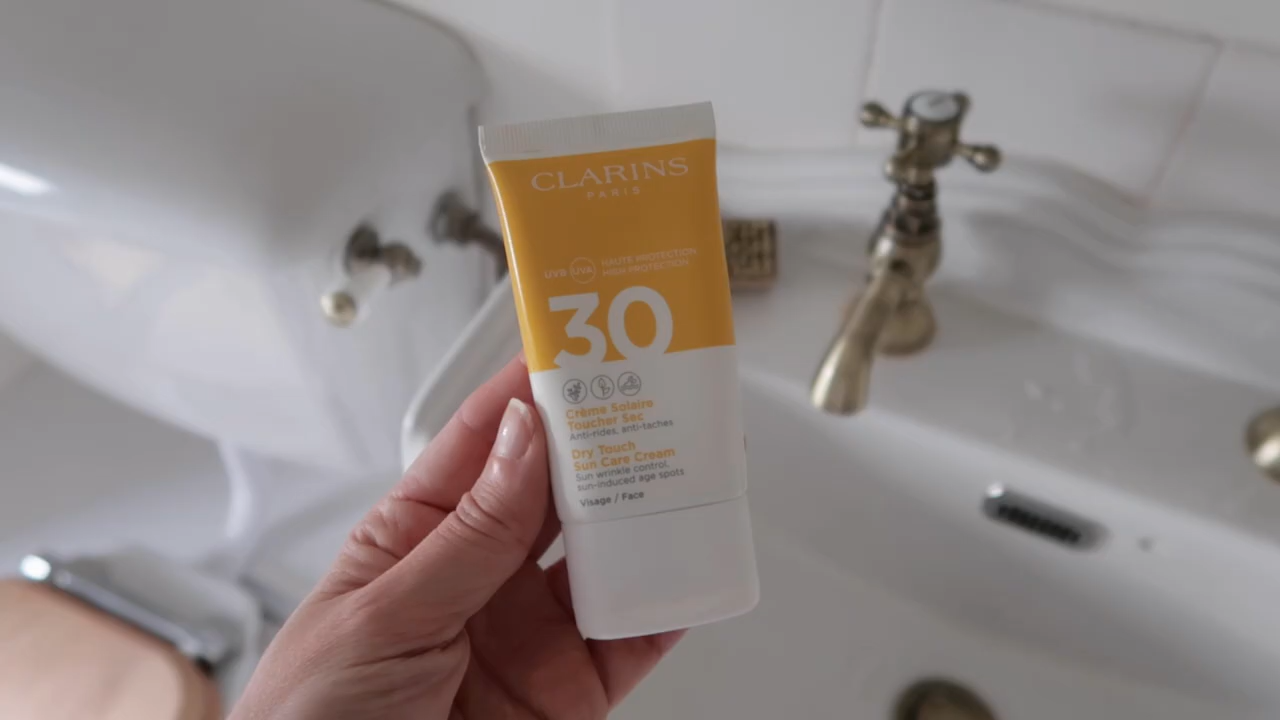 CLARINS
PARIS
UVB UVA HAUTE PROTECTION
HIGH PROTECTION
30
Crème Solaire
Toucher Sec
Anti-rides, anti-taches
Dry Touch
Sun Care Cream
Sun wrinkle control,
sun-induced age spots
Visage / Face